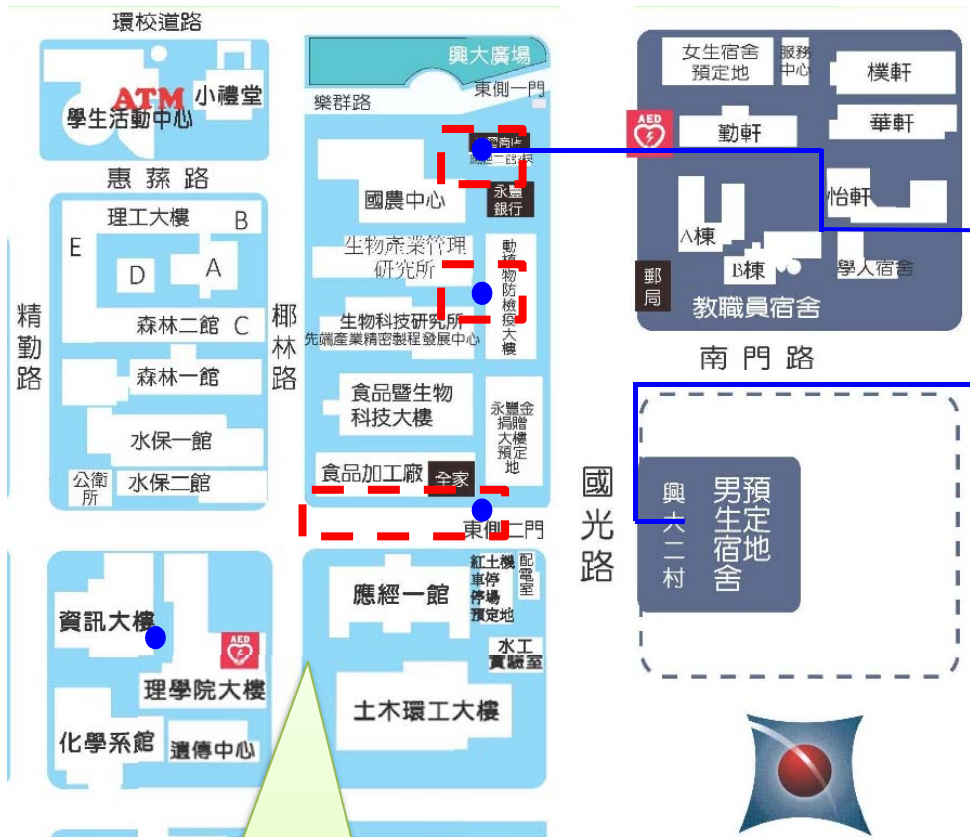 環校道路
興大廣場
樂群路
東側一門
ATM
小禮堂
學生活動中心
惠蓀路
理工大樓
B
E
A
D
森林二館 C
森林一館
水保一館
公衛所
水保二館
精勤路
椰林路
國農中心
永豐
銀行
生物產業管理
研究所
動植物防檢疫大樓
生物科技研究所
先端產業精密製程發展中心
食品暨生物
科技大樓
永豐金
捐贈
大樓
預定
地
食品加工廠
全家
東側二門
國光路
女生宿舍
預定地
服務
中心
樸軒
AED
勤軒
華軒
怡軒
A棟
B棟
學人宿舍
郵局
教職員宿舍
南門路
興大二村
男生宿舍
預定地
資訊大樓
AED
理學院大樓
化學系館
遺傳中心
應經一館
紅土機
車停
停場
預定地
配電室
水工
實驗室
土木環工大樓